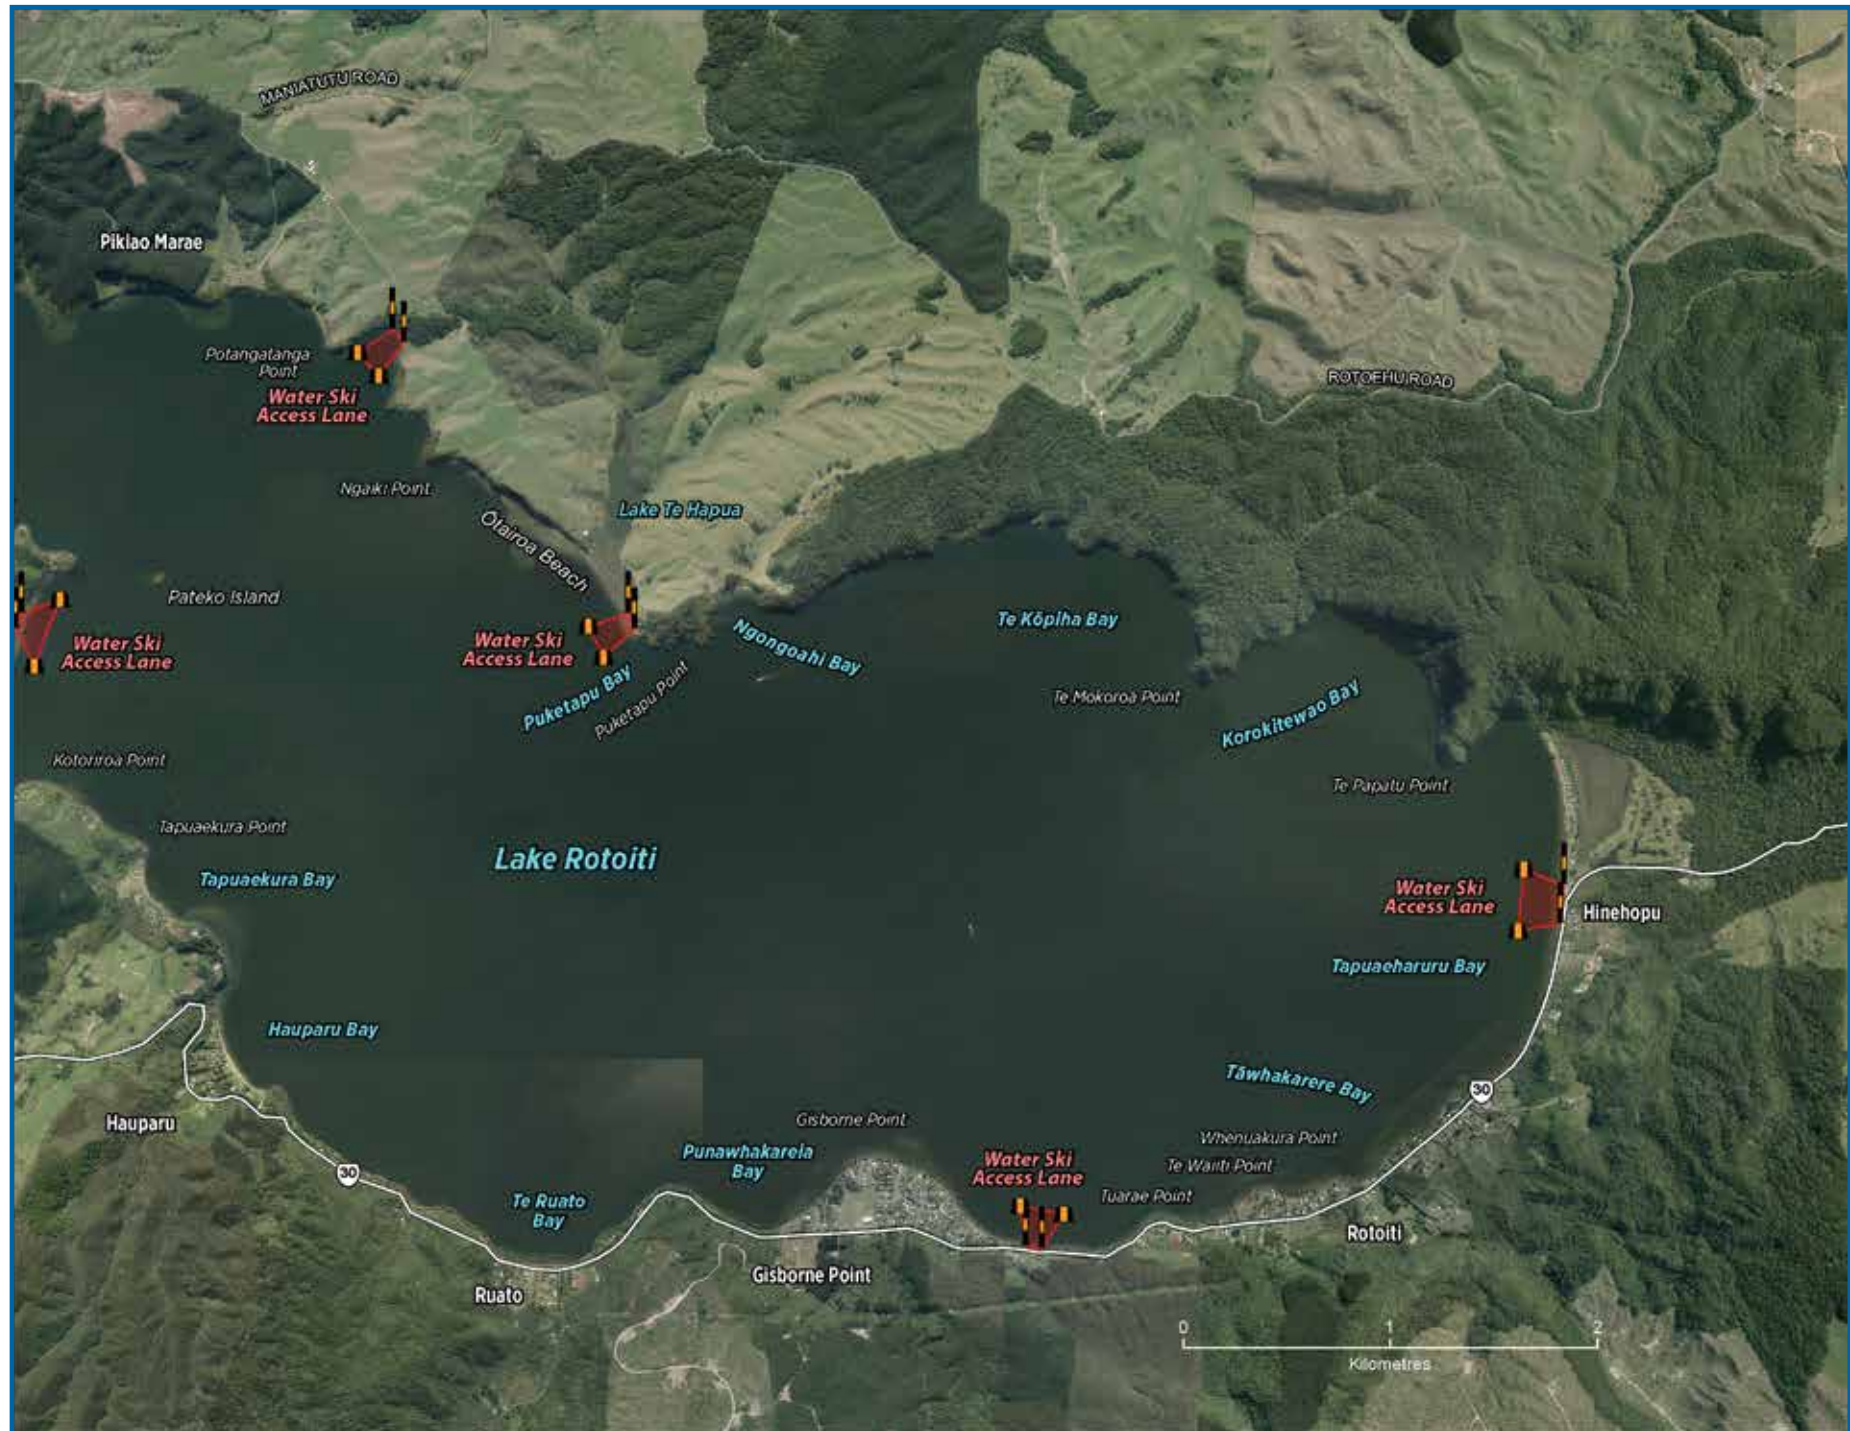 MANIATUTU ROAD
Pikiao Marae
Potangatanga
Point
Water Ski
Access Lane
ROTOEHU ROAD
Ngaiki Point
Lake Te Hapua
Ōtairoa Beach
Pateko Island
Water Ski
Access Lane
Water Ski
Access Lane
Puketapu Bay
Puketapu Point
Ngongoahi Bay
Te Kōpiha Bay
Te Mokoroa Point
Korokitewao Bay
Kotoriroa Point
Te Papatu Point
Tapuaekura Point
Lake Rotoiti
Tapuaekura Bay
Water Ski
Access Lane
Hinehopu
Tapuaeharuru Bay
Hauparu Bay
Tāwhakarere Bay
30
Hauparu
Gisborne Point
Whenuakura Point
Punawhakareia
Bay
Water Ski
Access Lane
Te Waiiti Point
30
Tuarae Point
Te Ruato
Bay
Rotoiti
Gisborne Point
Ruato
0 1 2
Kilometres